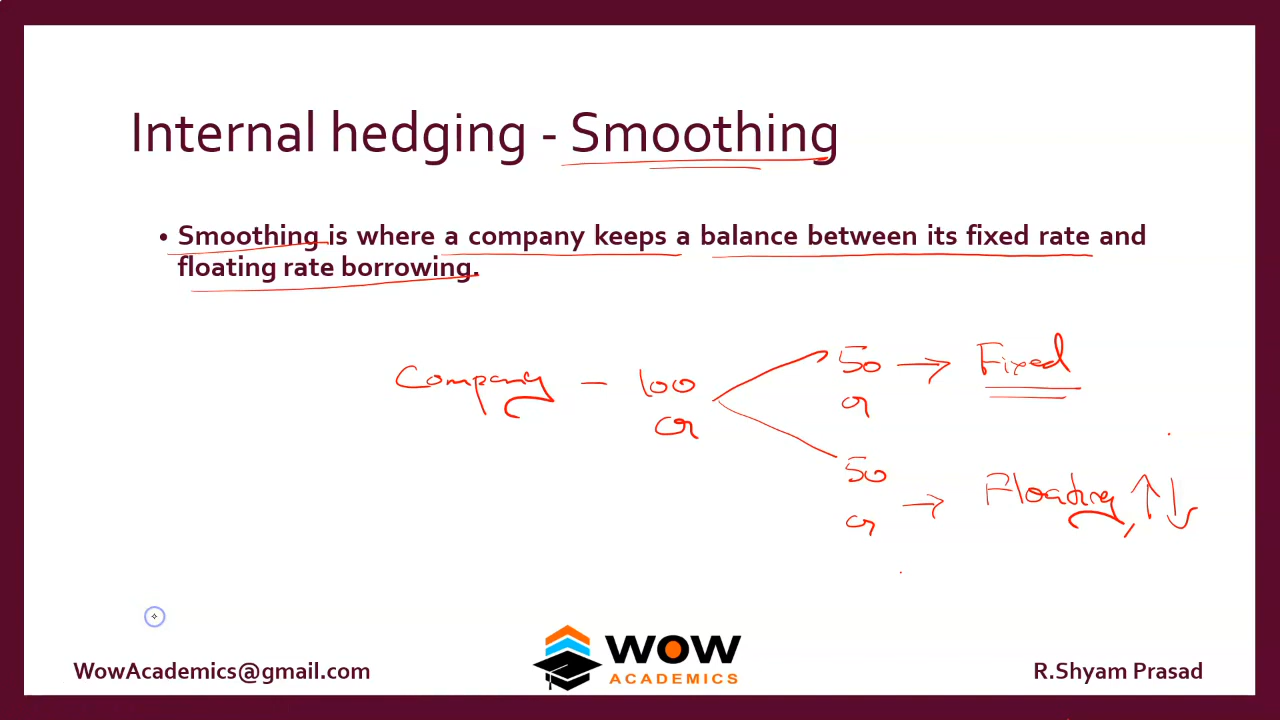 Internal hedging - Smoothing
• Smoothing is where a company keeps a balance between its fixed rate and
floating rate borrowing.
Company - 100 cr
50 cr → Fixed
50 cr → Floating, ↑ ↓
WowAcademics@gmail.com
WOW
ACADEMICS
R.Shyam Prasad